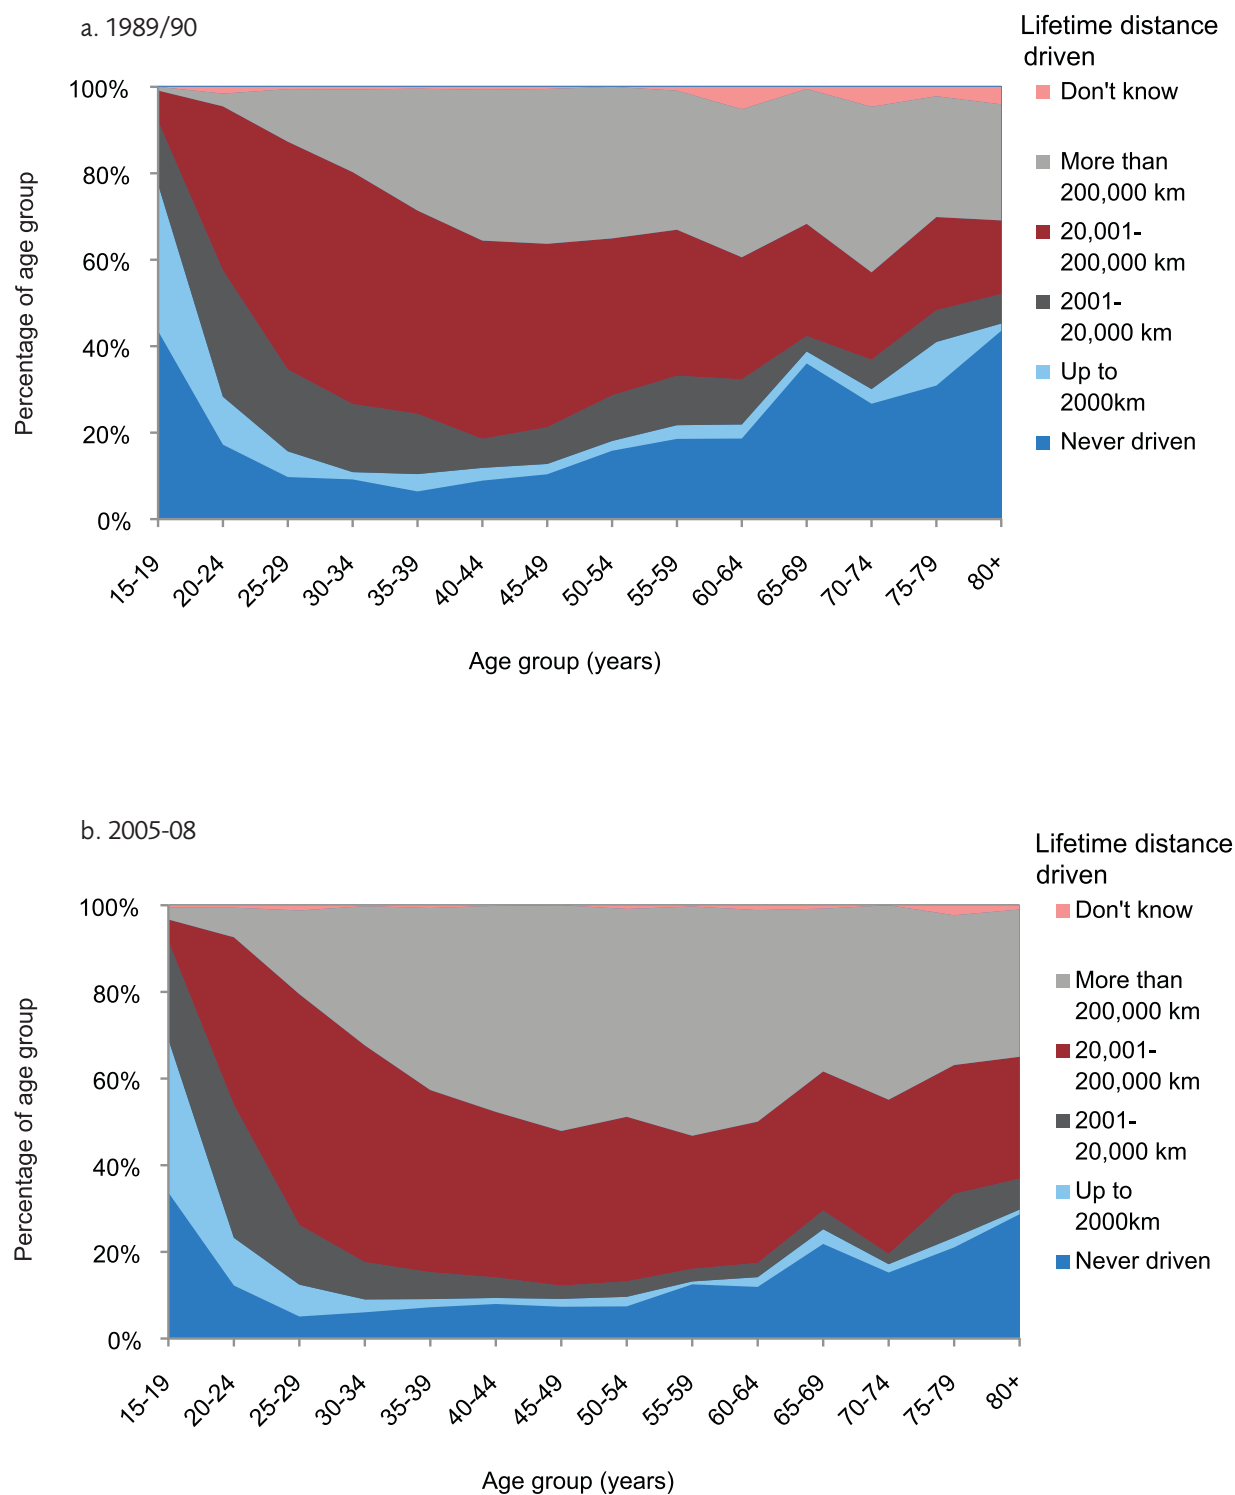 a. 1989/90
Lifetime distance
driven
100%
80%
60%
40%
20%
0%
Percentage of age group
15-19
20-24
25-29
30-34
35-39
40-44
45-49
50-54
55-59
60-64
65-69
70-74
75-79
80+
Age group (years)
Don't know
More than
200,000 km
20,001-
200,000 km
2001-
20,000 km
Up to
2000km
Never driven
b. 2005-08
Lifetime distance
driven
100%
80%
60%
40%
20%
0%
Percentage of age group
15-19
20-24
25-29
30-34
35-39
40-44
45-49
50-54
55-59
60-64
65-69
70-74
75-79
80+
Age group (years)
Don't know
More than
200,000 km
20,001-
200,000 km
2001-
20,000 km
Up to
2000km
Never driven